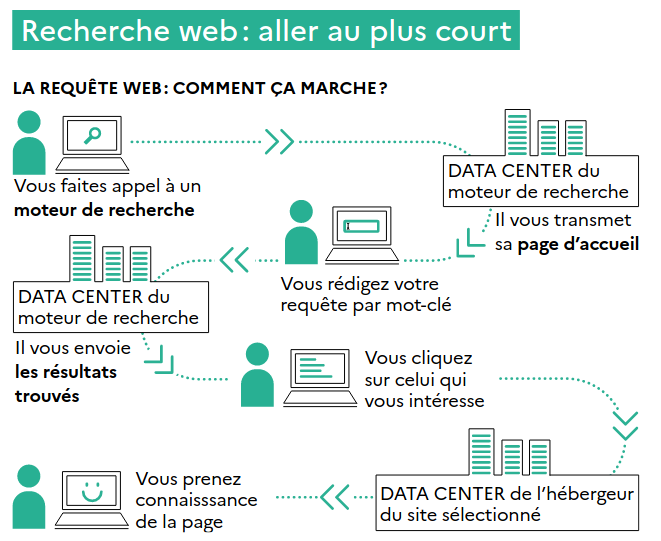 Recherche web : aller au plus court
LA REQUÊTE WEB : COMMENT ÇA MARCHE ?
Vous faites appel à un
moteur de recherche
DATA CENTER du
moteur de recherche
Il vous transmet
sa page d’accueil
Vous rédigez votre
requête par mot-clé
DATA CENTER du
moteur de recherche
Il vous envoie
les résultats
trouvés
Vous cliquez
sur celui qui
vous intéresse
DATA CENTER de l’hébergeur
du site sélectionné
Vous prenez
connaisssance
de la page